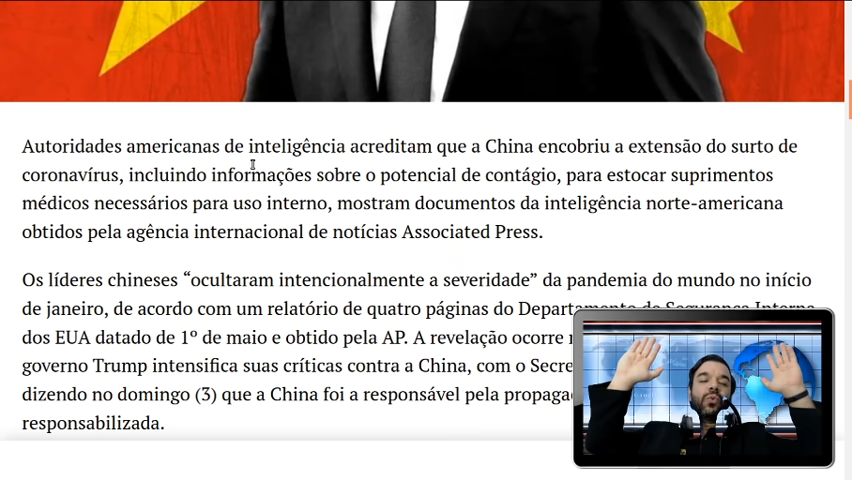 Autoridades americanas de inteligência acreditam que a China encobriu a extensão do surto de
coronavírus, incluindo informações sobre o potencial de contágio, para estocar suprimentos
médicos necessários para uso interno, mostram documentos da inteligência norte-americana
obtidos pela agência internacional de notícias Associated Press.
Os líderes chineses “ocultaram intencionalmente a severidade” da pandemia do mundo no início
de janeiro, de acordo com um relatório de quatro páginas do Departamento de Segurança Interna
dos EUA datado de 1º de maio e obtido pela AP. A revelação ocorre
governo Trump intensifica suas críticas contra a China, com o
dizendo no domingo (3) que a China foi a responsável pela
responsabilizada.